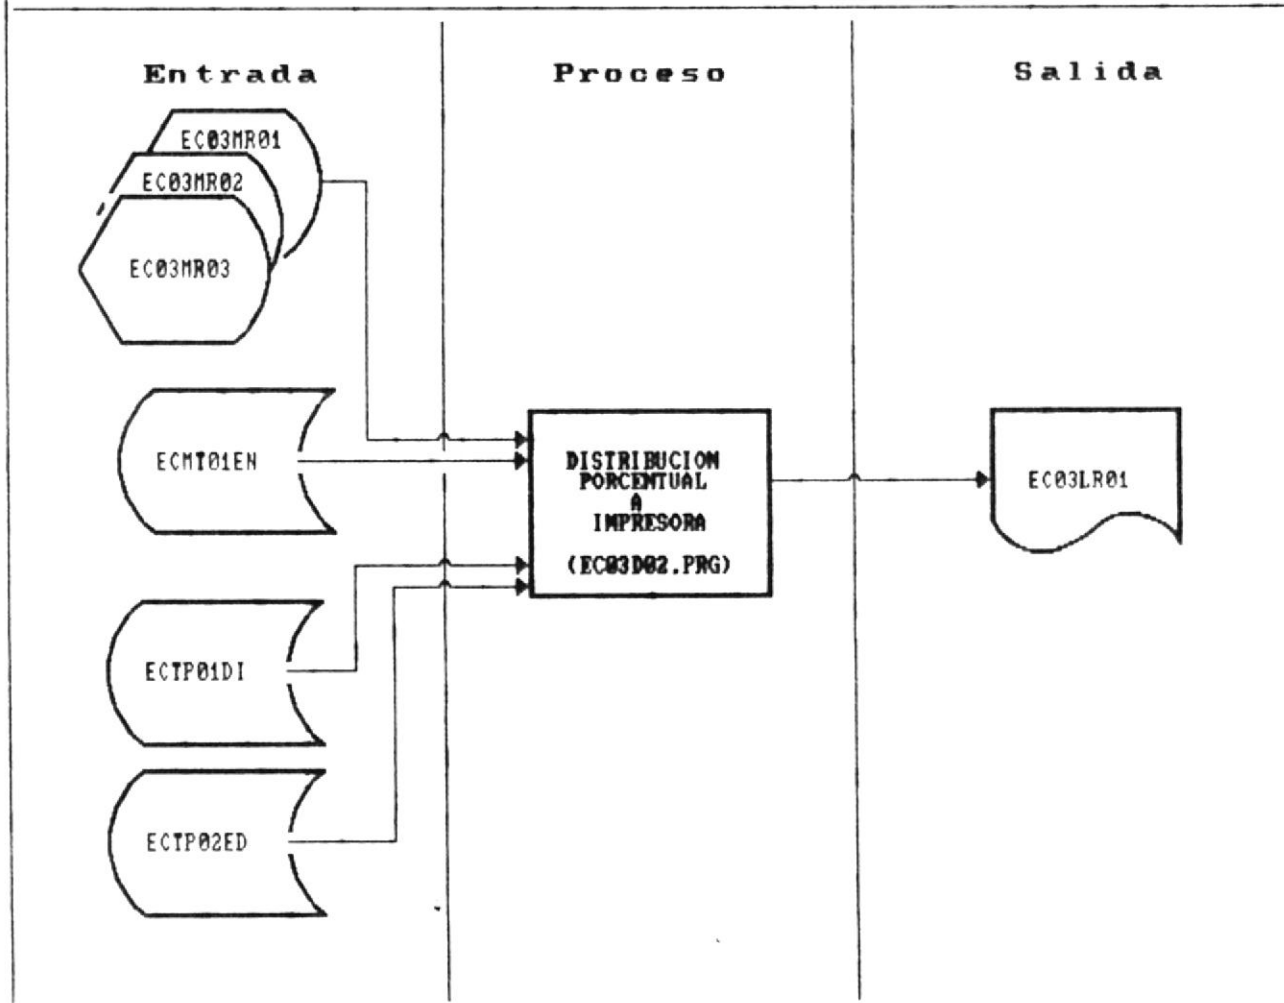 Entrada
Proceso
Salida
EC03MR01
EC03MR02
EC03MR03
ECMT01EN
DISTRIBUCION
PORCENTUAL
A
IMPRESORA
(EC03D02.PRG)
EC03LR01
ECTP01DI
ECTP02ED